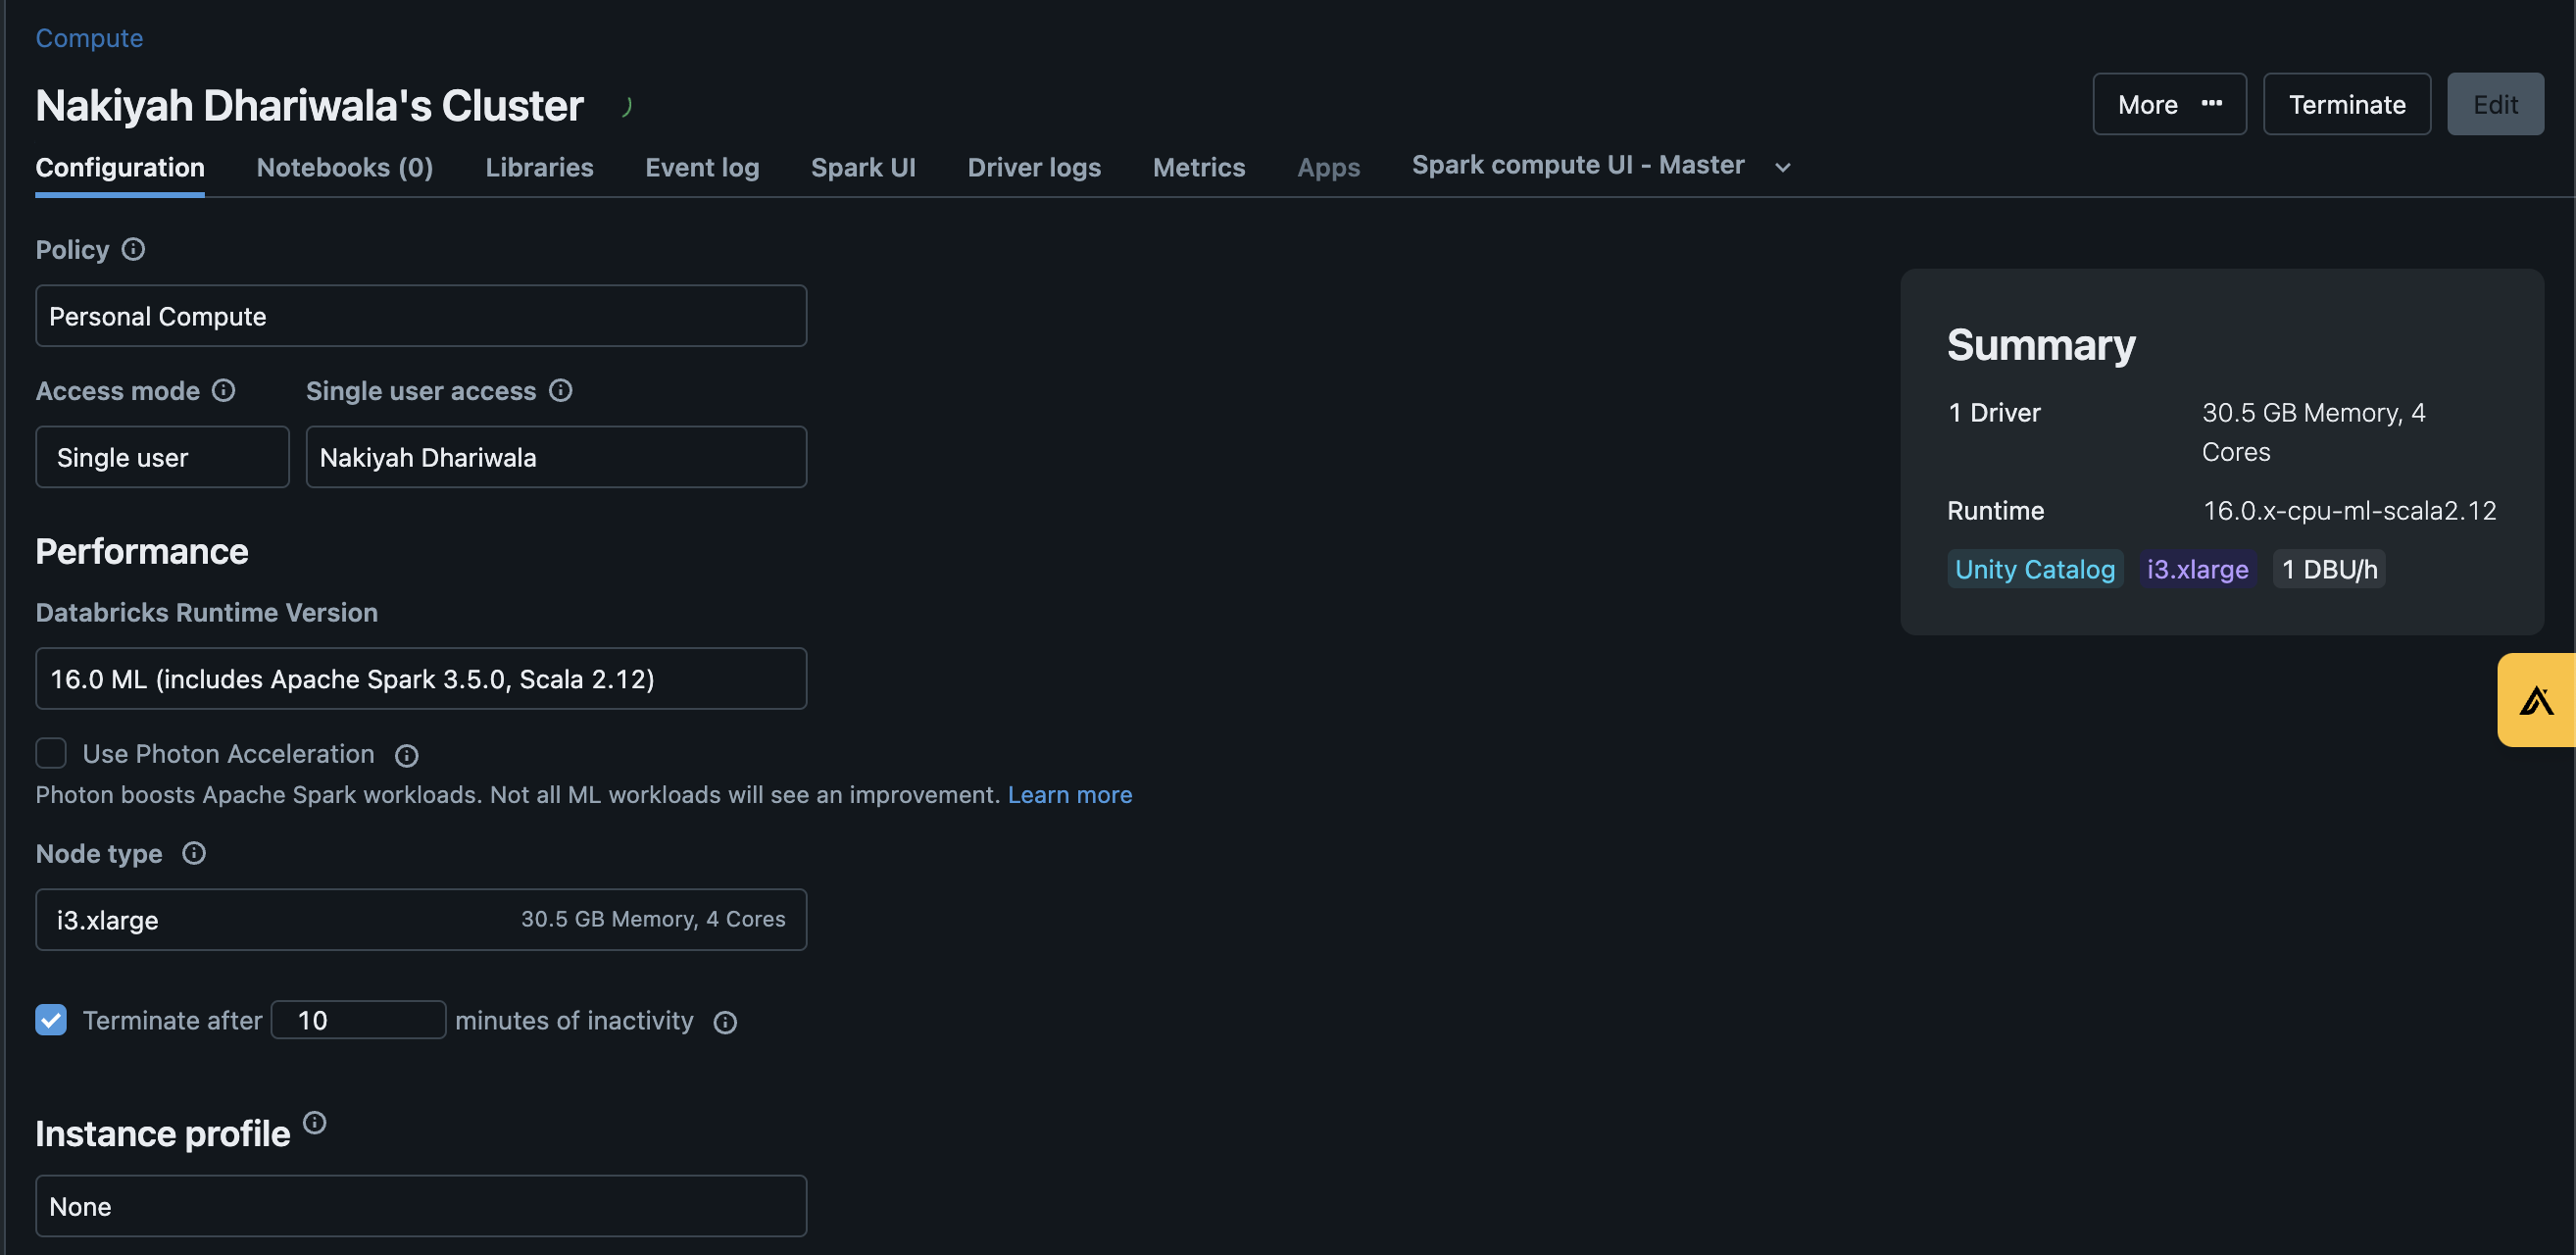 Compute
Nakiyah Dhariwala's Cluster
More ···
Terminate
Edit
Configuration
Notebooks (0)
Libraries
Event log
Spark UI
Driver logs
Metrics
Apps
Spark compute UI - Master
Policy
Personal Compute
Access mode
Single user access
Single user
Nakiyah Dhariwala
Performance
Databricks Runtime Version
16.0 ML (includes Apache Spark 3.5.0, Scala 2.12)
Use Photon Acceleration
Photon boosts Apache Spark workloads. Not all ML workloads will see an improvement. Learn more
Node type
i3.xlarge
30.5 GB Memory, 4 Cores
Terminate after 10 minutes of inactivity
Instance profile
None
Summary
1 Driver
30.5 GB Memory, 4
Cores
Runtime
16.0.x-cpu-ml-scala2.12
Unity Catalog
i3.xlarge
1 DBU/h